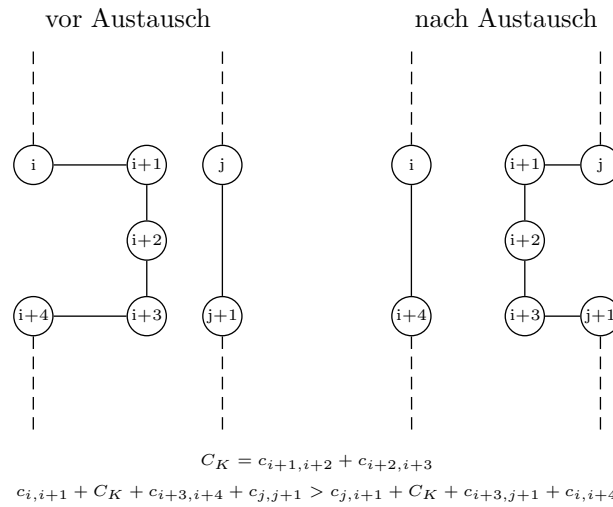 vor Austausch nach Austausch
i i+1 j i i+1 j
i+2 i+2
i+4 i+3 j+1 i+4 i+3 j+1
C_K = c_{i+1,i+2} + c_{i+2,i+3}
c_{i,i+1} + C_K + c_{i+3,i+4} + c_{j,j+1} > c_{j,i+1} + C_K + c_{i+3,j+1} + c_{i,i+4}